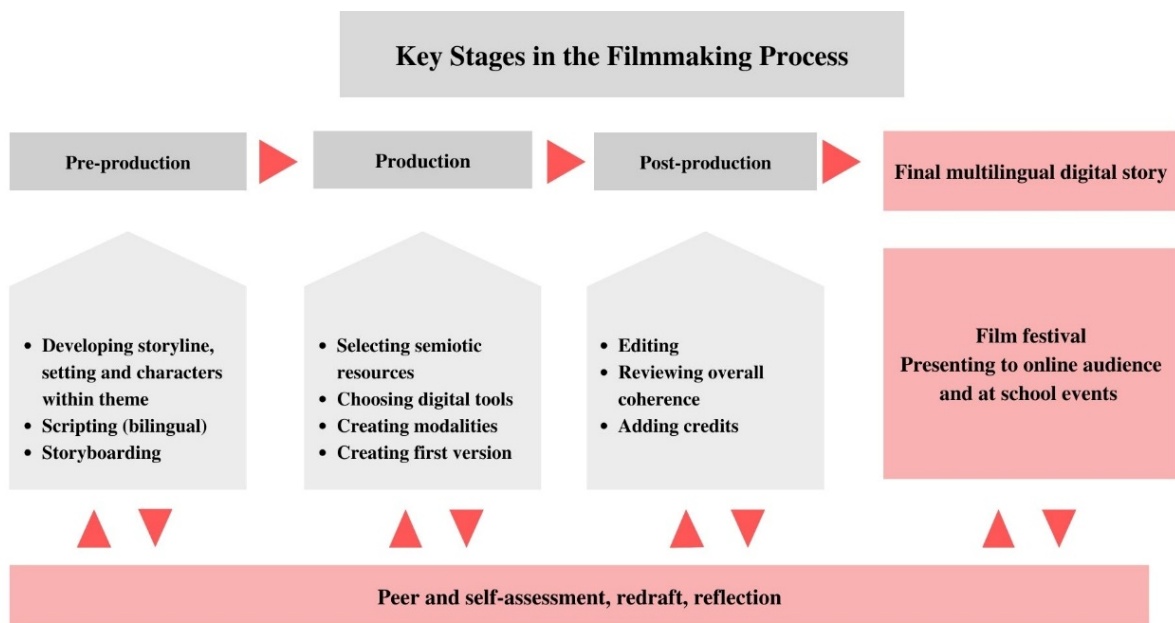 Key Stages in the Filmmaking Process
Pre-production
Production
Post-production
Final multilingual digital story
• Developing storyline,
setting and characters
within theme
• Scripting (bilingual)
• Storyboarding
• Selecting semiotic
resources
• Choosing digital tools
• Creating modalities
• Creating first version
• Editing
• Reviewing overall
coherence
• Adding credits
Film festival
Presenting to online audience
and at school events
Peer and self-assessment, redraft, reflection